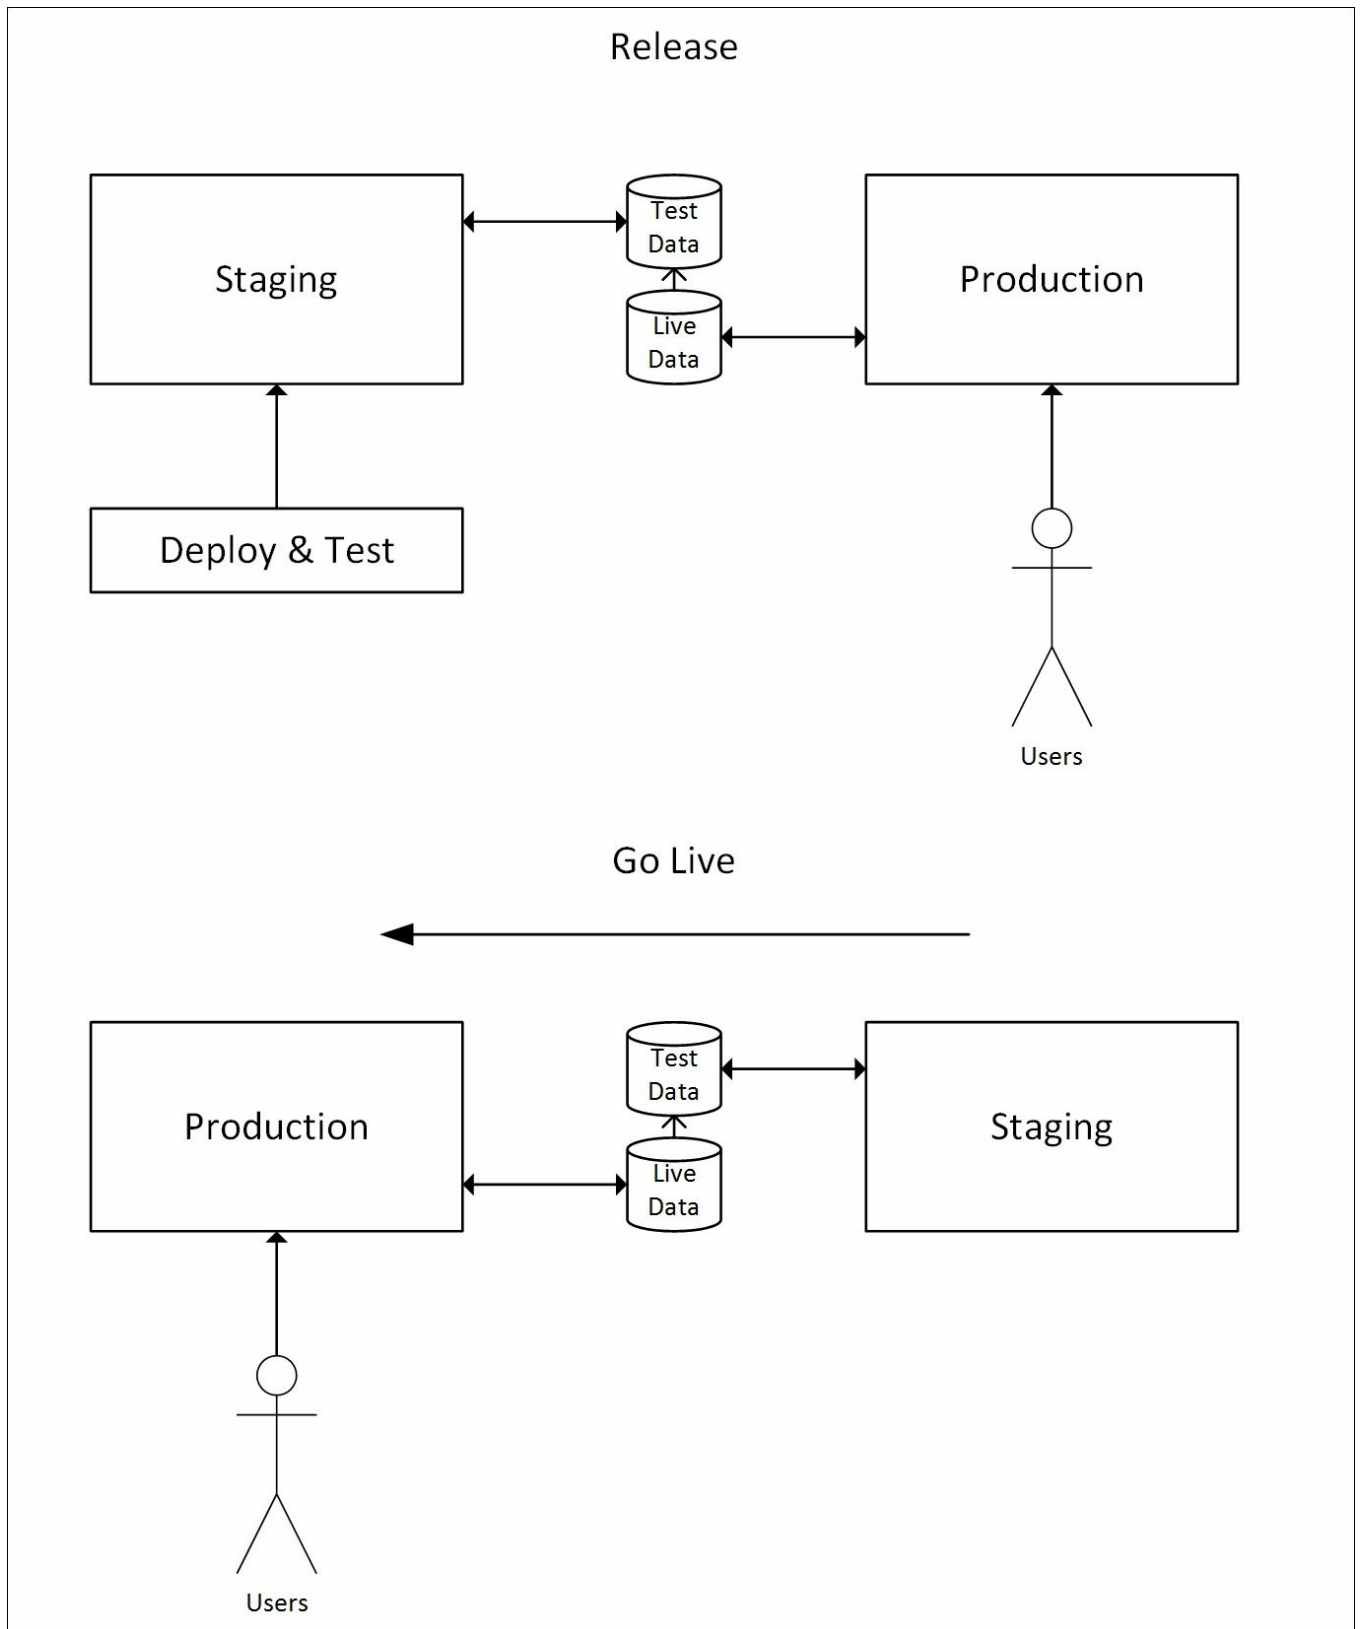 Release
Staging
Test
Data
Live
Data
Production
Deploy & Test
Users
Go Live
Production
Test
Data
Live
Data
Staging
Users